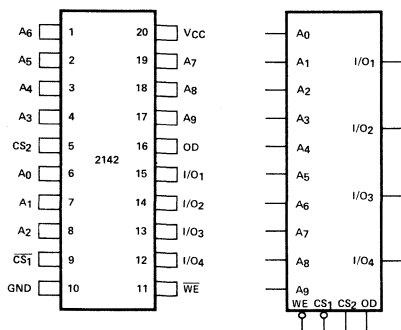 A6 1 20 VCC
A5 2 19 A7
A4 3 18 A8
A3 4 17 A9
CS2 5 16 OD
2142
A0 6 15 I/O1
A1 7 14 I/O2
A2 8 13 I/O3
C̅S̅1̅ 9 12 I/O4
GND 10 11 W̅E̅
A0
A1 I/O1
A2
A3 I/O2
A4
A5
A6 I/O3
A7
A8 I/O4
A9
WE CS1 CS2 OD